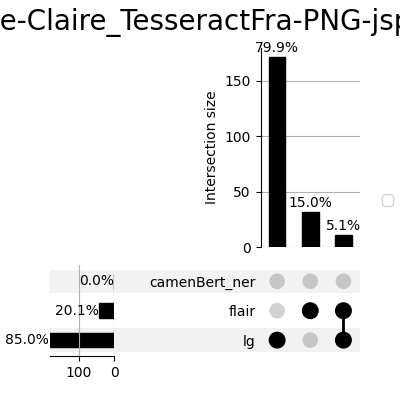 e-Claire_TesseractFra-PNG-jsp
79.9%
150
100
50
0
Intersection size
15.0%
5.1%
0.0%
camenBert_ner
20.1%
flair
85.0%
lg
100
0